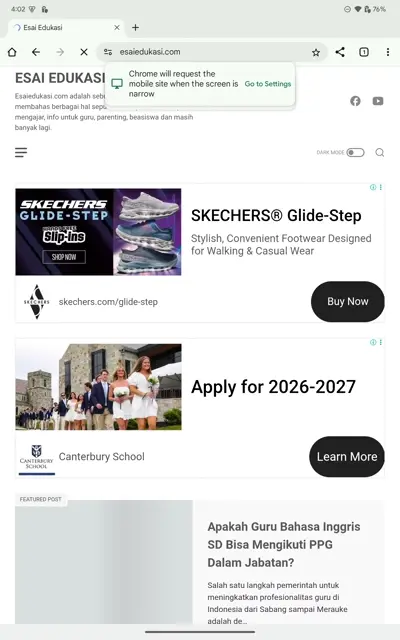 4:02
76%
Esai Edukasi
esaiedukasi.com
1
Chrome will request the
mobile site when the screen is
narrow
Go to Settings
ESAI EDUKASI
Esaiedukasi.com adalah
membahas berbagai hal
mengajar, info untuk guru, parenting, beasiswa dan masih
banyak lagi.
DARK MODE
SKECHERS
GLIDE-STEP
HANDS FREE
Slip-ins
SHOP NOW
SKECHERS® Glide-Step
Stylish, Convenient Footwear Designed
for Walking & Casual Wear
SKECHERS
skechers.com/glide-step
Buy Now
Apply for 2026-2027
CANTERBURY
SCHOOL
Canterbury School
Learn More
FEATURED POST
Apakah Guru Bahasa Inggris
SD Bisa Mengikuti PPG
Dalam Jabatan?
Salah satu langkah pemerintah untuk
meningkatkan profesionalitas guru di
Indonesia dari Sabang sampai Merauke
adalah de…